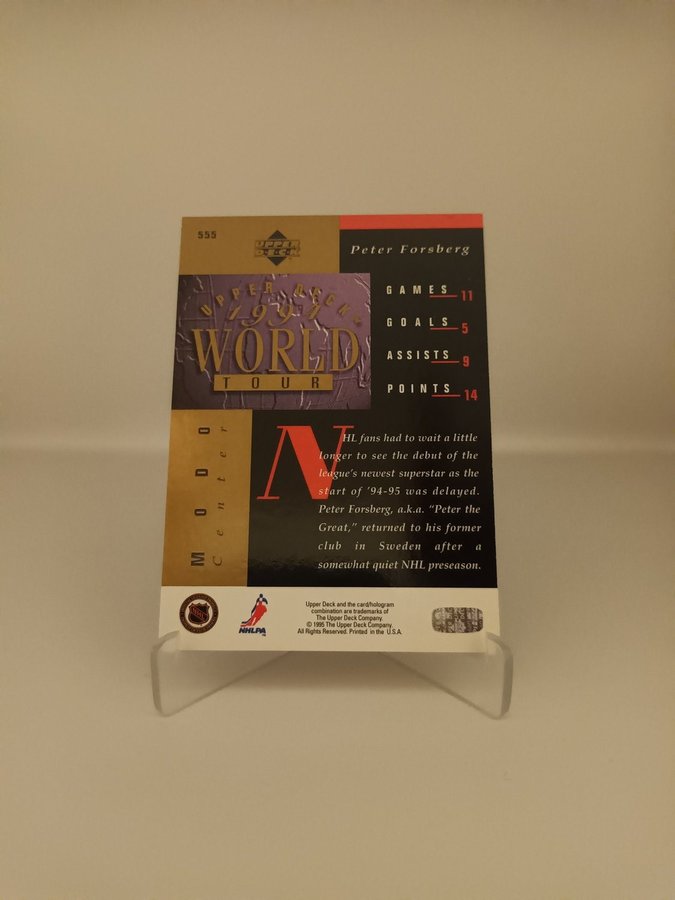 555
UPPER
DECK
Peter Forsberg
UPPER DECK
1994
WORLD
TOUR
GAMES 11
GOALS 5
ASSISTS 9
POINTS 14
MODO
Center
NHL fans had to wait a little
longer to see the debut of the
league's newest superstar as the
start of '94-95 was delayed.
Peter Forsberg, a.k.a. "Peter the
Great," returned to his former
club in Sweden after a
somewhat quiet NHL preseason.
NHLPA
Upper Deck and the card/hologram
combination are trademarks of
The Upper Deck Company.
© 1995 The Upper Deck Company.
All Rights Reserved. Printed in the U.S.A.